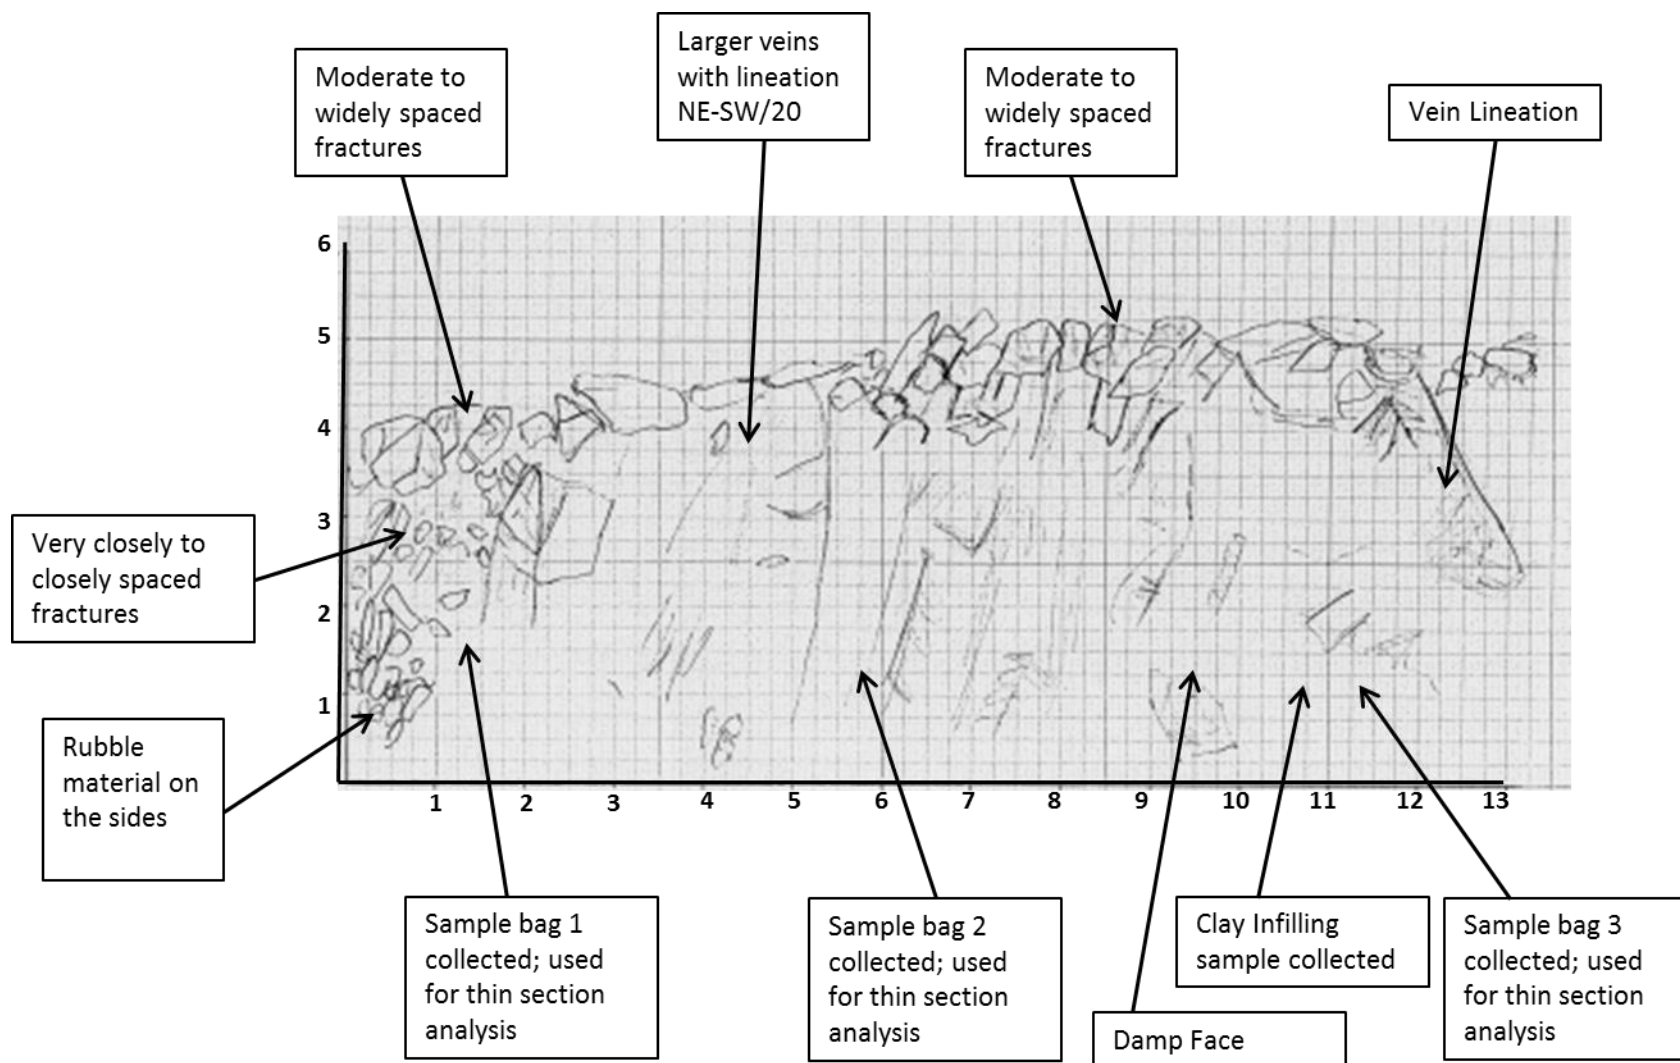 Moderate to
widely spaced
fractures
Larger veins
with lineation
NE-SW/20
Moderate to
widely spaced
fractures
Vein Lineation
6
5
4
3
2
1
Very closely to
closely spaced
fractures
Rubble
material on
the sides
1 2 3 4 5 6 7 8 9 10 11 12 13
Sample bag 1
collected; used
for thin section
analysis
Sample bag 2
collected; used
for thin section
analysis
Damp Face
Clay Infilling
sample collected
Sample bag 3
collected; used
for thin section
analysis